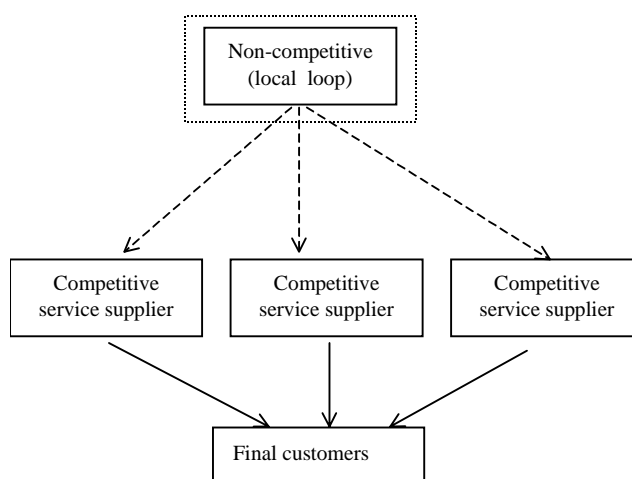 Non-competitive
(local loop)
Competitive
service supplier
Competitive
service supplier
Competitive
service supplier
Final customers